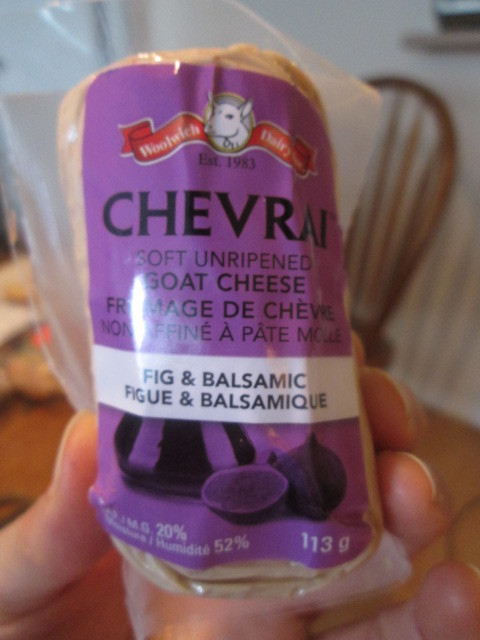 Woolwich Dairy
Est. 1983
CHEVRAI
SOFT UNRIPENED
GOAT CHEESE
FROMAGE DE CHÈVRE
NON AFFINÉ À PÂTE MOLLE
FIG & BALSAMIC
FIGUE & BALSAMIQUE
/ M.G. 20%
/ Humidité 52%
113 g